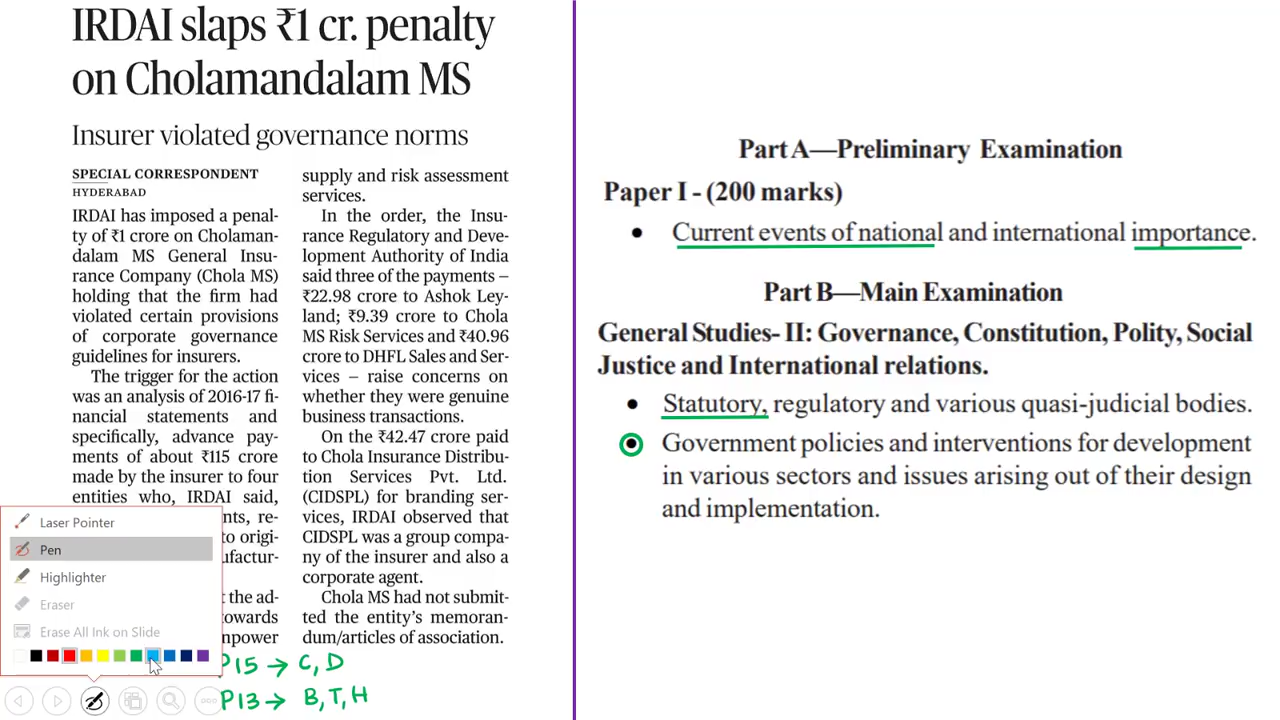 IRDAI slaps ₹1 cr. penalty
on Cholamandalam MS
Insurer violated governance norms
SPECIAL CORRESPONDENT
HYDERABAD
IRDAI has imposed a penal-
ty of ₹1 crore on Cholaman-
dalam MS General Insu-
rance Company (Chola MS)
holding that the firm had
violated certain provisions
of corporate governance
guidelines for insurers.
The trigger for the action
was an analysis of 2016-17 fi-
nancial statements and
specifically, advance pay-
ments of about ₹115 crore
made by the insurer to four
entities who, IRDAI said,
nts, re-
to origi-
ufactur-
t the ad-
towards
npower
supply and risk assessment
services.
In the order, the Insu-
rance Regulatory and Deve-
lopment Authority of India
said three of the payments –
₹22.98 crore to Ashok Ley-
land; ₹9.39 crore to Chola
MS Risk Services and ₹40.96
crore to DHFL Sales and Ser-
vices – raise concerns on
whether they were genuine
business transactions.
On the ₹42.47 crore paid
to Chola Insurance Distribu-
tion Services Pvt. Ltd.
(CIDSPL) for branding ser-
vices, IRDAI observed that
CIDSPL was a group compa-
ny of the insurer and also a
corporate agent.
Chola MS had not submit-
ted the entity's memoran-
dum/articles of association.
Laser Pointer
Pen
Highlighter
Eraser
Erase All Ink on Slide
P15 → C, D
P13 → B, T, H
Part A—Preliminary Examination
Paper I - (200 marks)
• Current events of national and international importance.
Part B—Main Examination
General Studies- II: Governance, Constitution, Polity, Social
Justice and International relations.
• Statutory, regulatory and various quasi-judicial bodies.
• Government policies and interventions for development
in various sectors and issues arising out of their design
and implementation.